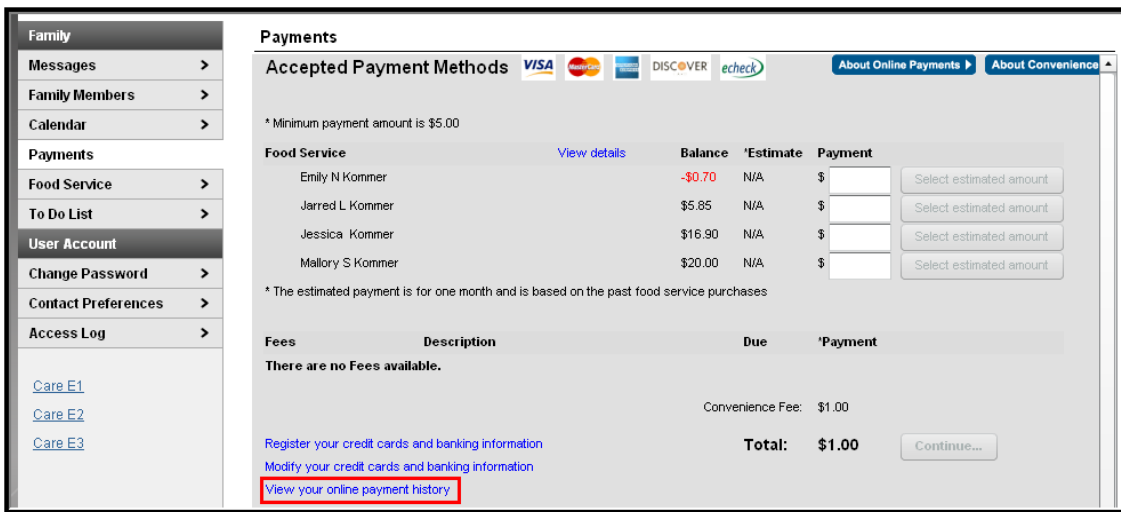 Family
Messages >
Family Members >
Calendar >
Payments
Food Service >
To Do List >
User Account
Change Password >
Contact Preferences >
Access Log >
Care E1
Care E2
Care E3
Payments
Accepted Payment Methods VISA MasterCard DISCOVER echeck
About Online Payments About Convenience
* Minimum payment amount is $5.00
Food Service View details Balance *Estimate Payment
Emily N Kommer -$0.70 N/A $ Select estimated amount
Jarred L Kommer $5.85 N/A $ Select estimated amount
Jessica Kommer $16.90 N/A $ Select estimated amount
Mallory S Kommer $20.00 N/A $ Select estimated amount
* The estimated payment is for one month and is based on the past food service purchases
Fees Description Due *Payment
There are no Fees available.
Convenience Fee: $1.00
Register your credit cards and banking information Total: $1.00 Continue...
Modify your credit cards and banking information
View your online payment history